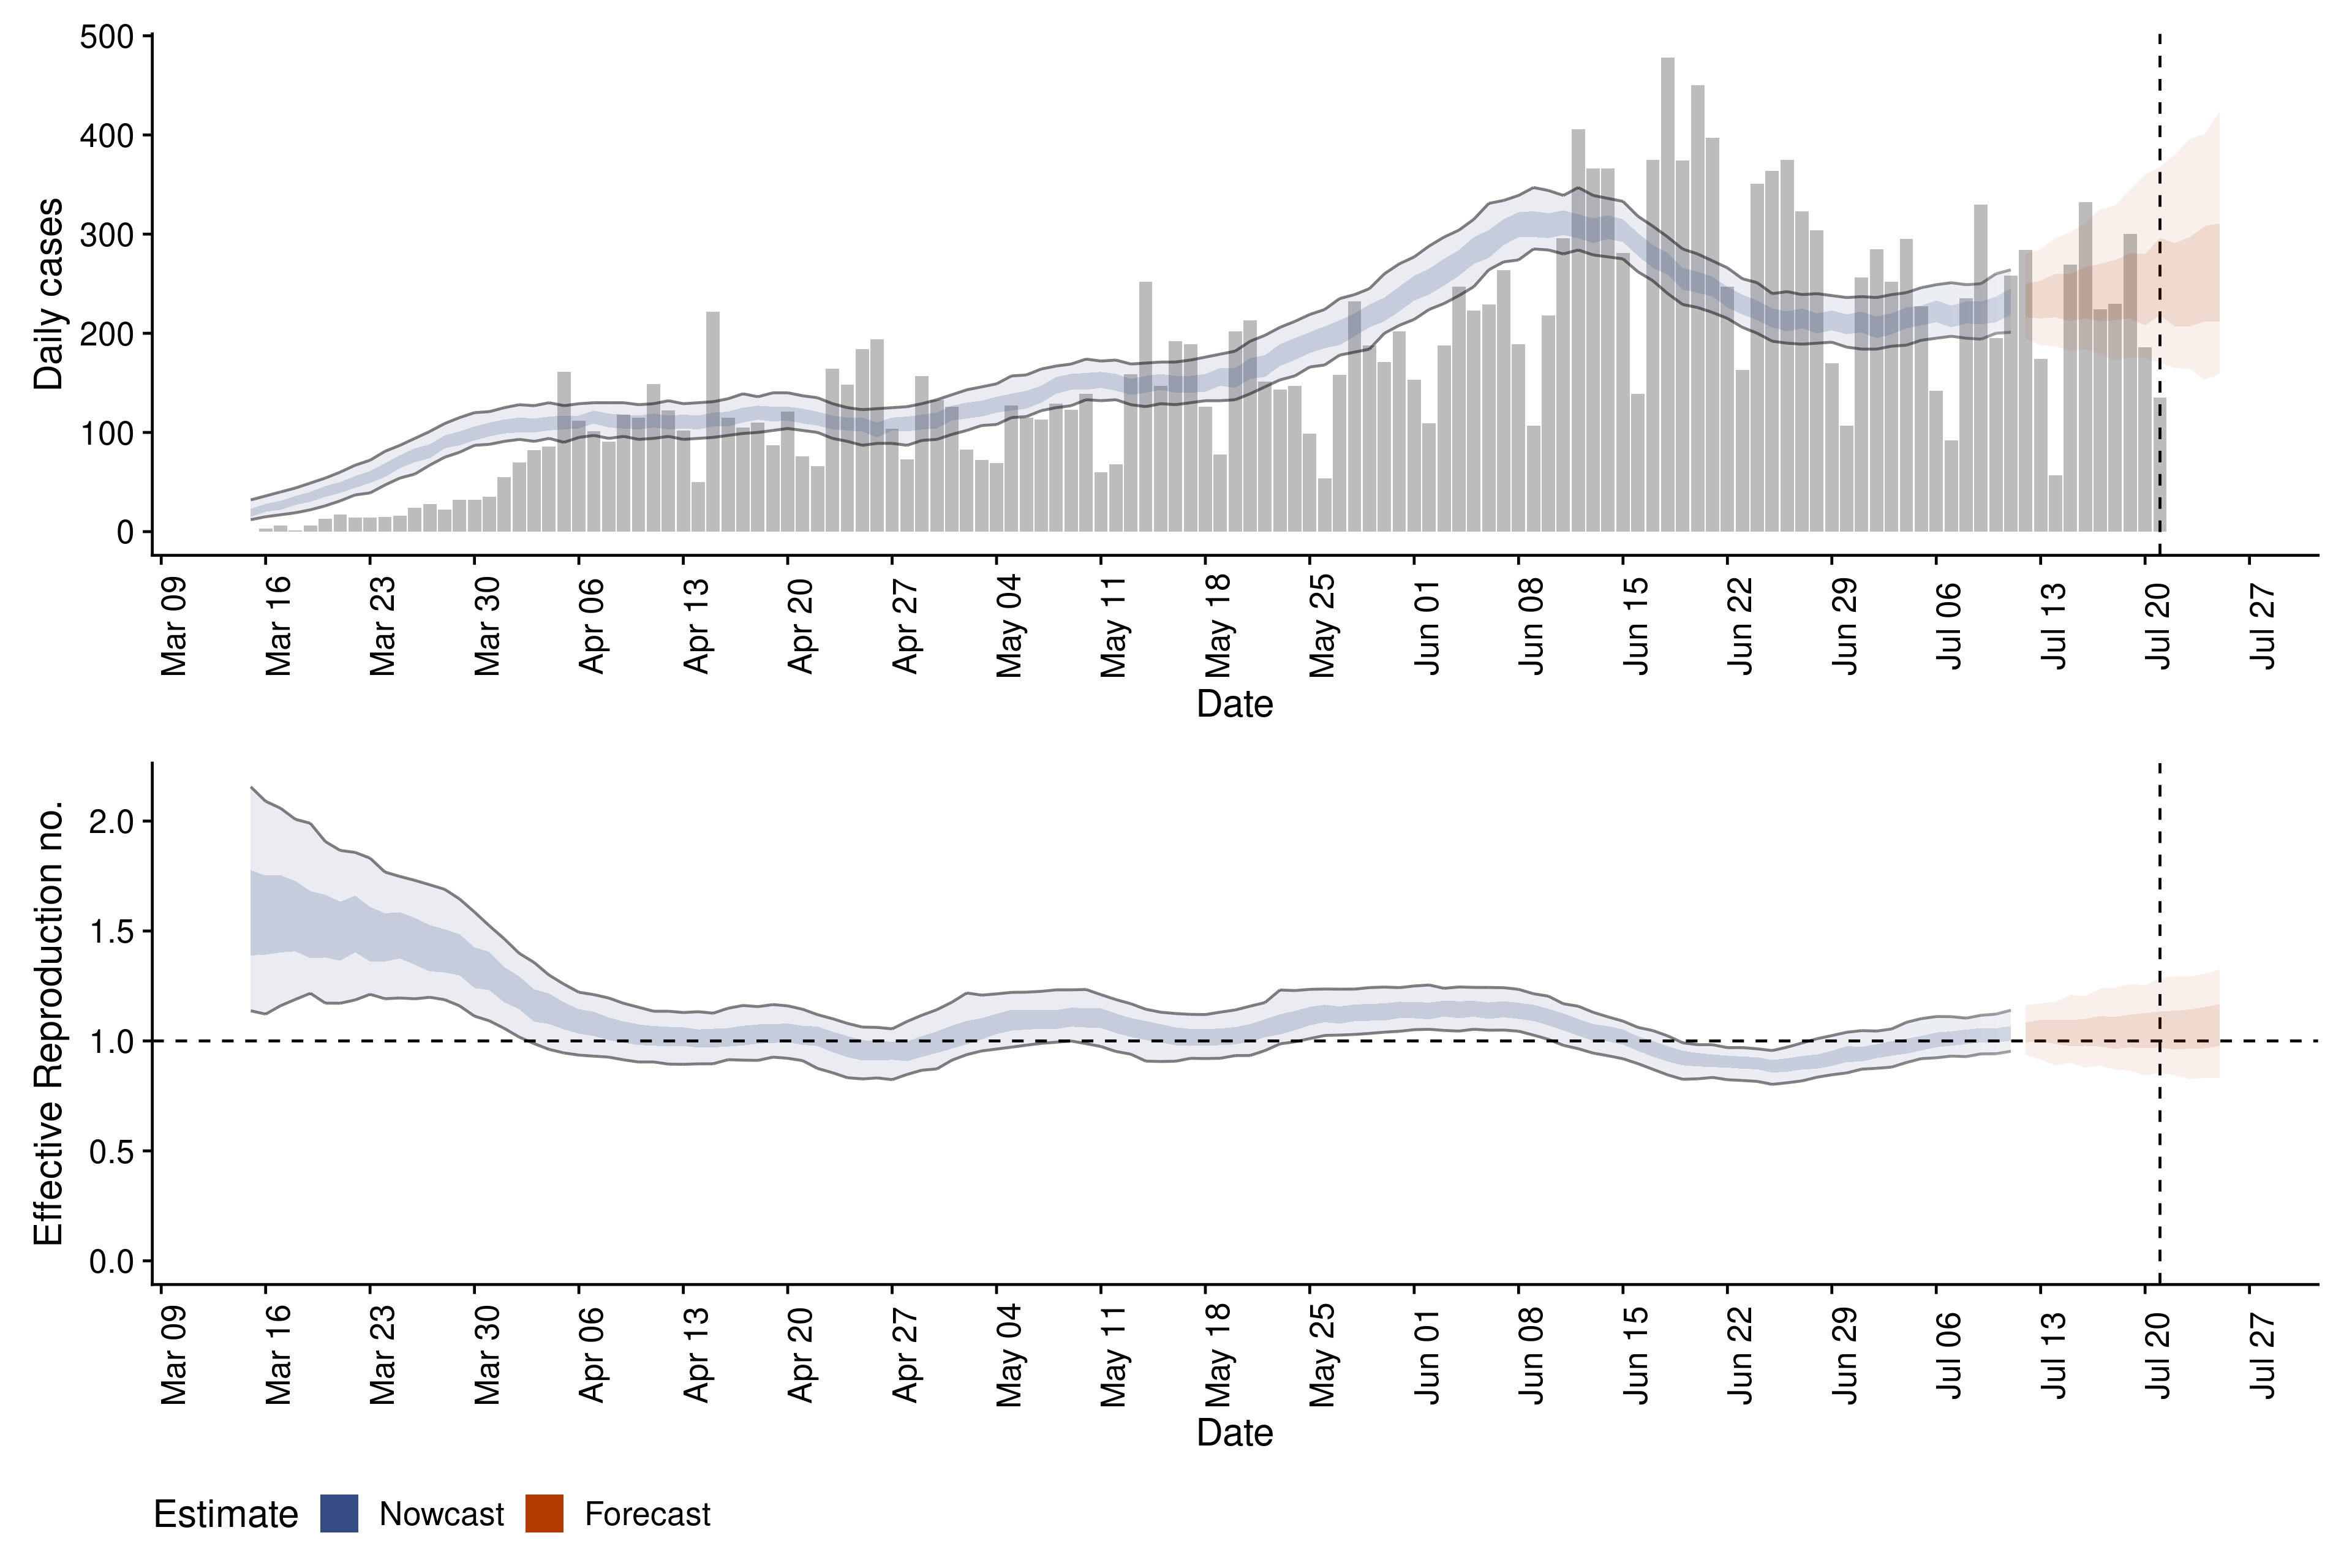 500
400
300
200
100
0
Daily cases
Mar 09 Mar 16 Mar 23 Mar 30 Apr 06 Apr 13 Apr 20 Apr 27 May 04 May 11 May 18 May 25 Jun 01 Jun 08 Jun 15 Jun 22 Jun 29 Jul 06 Jul 13 Jul 20 Jul 27
Date
2.0
1.5
1.0
0.5
0.0
Effective Reproduction no.
Mar 09 Mar 16 Mar 23 Mar 30 Apr 06 Apr 13 Apr 20 Apr 27 May 04 May 11 May 18 May 25 Jun 01 Jun 08 Jun 15 Jun 22 Jun 29 Jul 06 Jul 13 Jul 20 Jul 27
Date
Estimate Nowcast Forecast